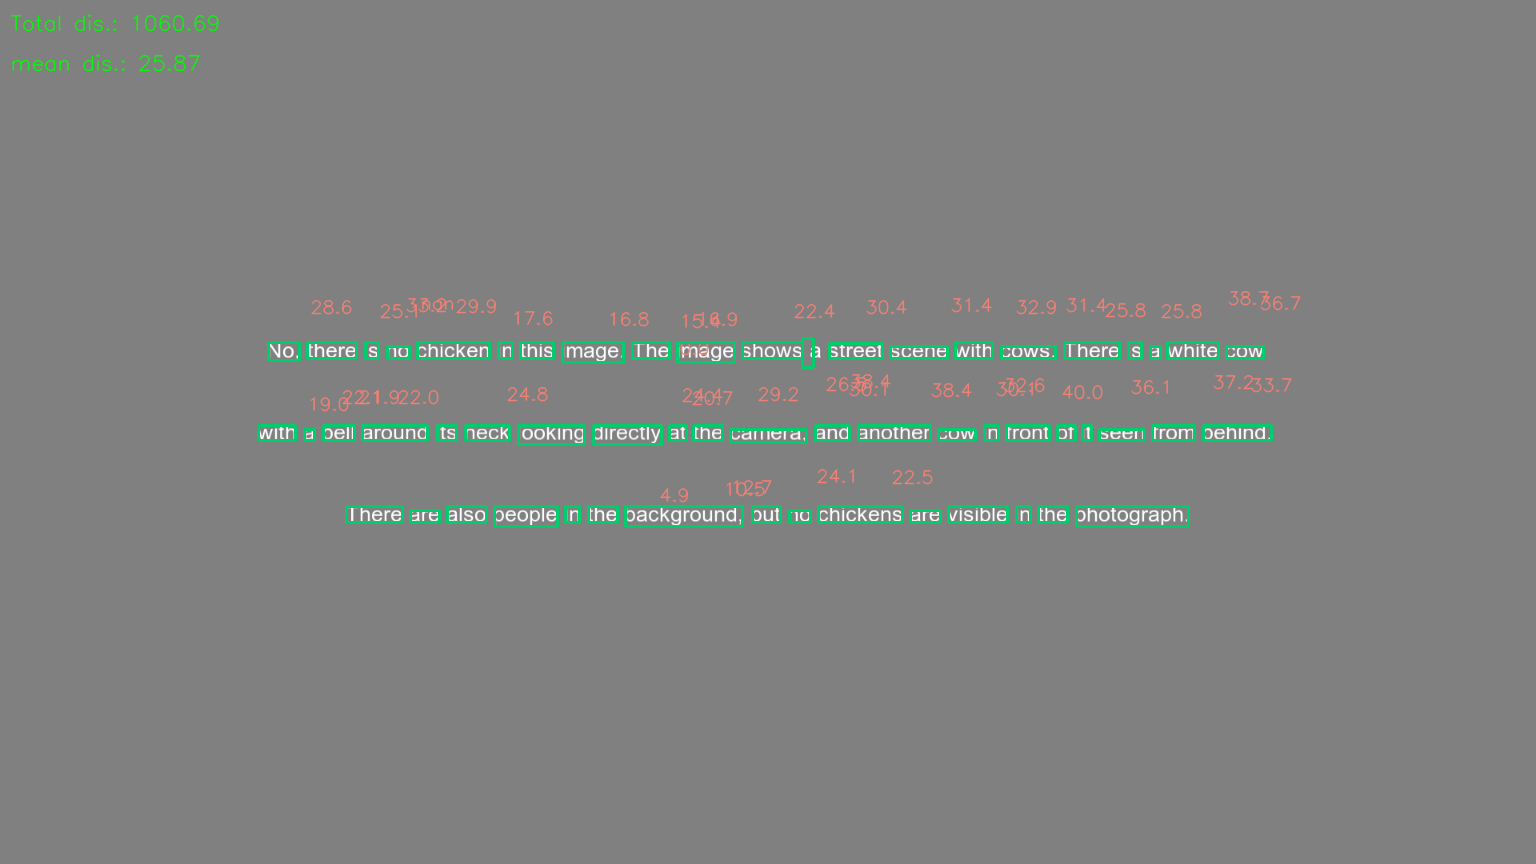 Total dis.: 1060.69
mean dis.: 25.87
28.6 25.1 33.2 29.9 17.6 16.8 15.4 16.9 22.4 30.4 31.4 32.9 31.4 25.8 25.8 38.7 36.7
No, there is no chicken in this image. The image shows a street scene with cows. There is a white cow
19.0 22.1 21.9 22.0 24.8 24.4 20.7 29.2 38.4 30.1 38.4 30.1 32.6 40.0 36.1 37.2 33.7
with a bell around its neck looking directly at the camera, and another cow in front of it seen from behind.
4.9 10.5 12.7 24.1 22.5
There are also people in the background, but no chickens are visible in the photograph.